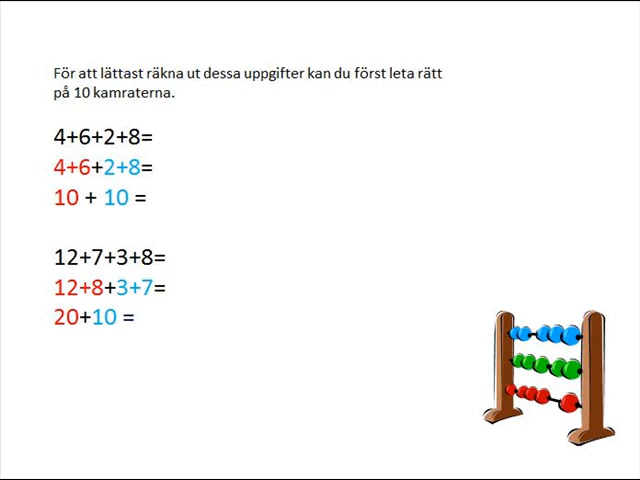 För att lättast räkna ut dessa uppgifter kan du först leta rätt
på 10 kamraterna.
4+6+2+8=
4+6+2+8=
10 + 10 =
12+7+3+8=
12+8+3+7=
20+10 =